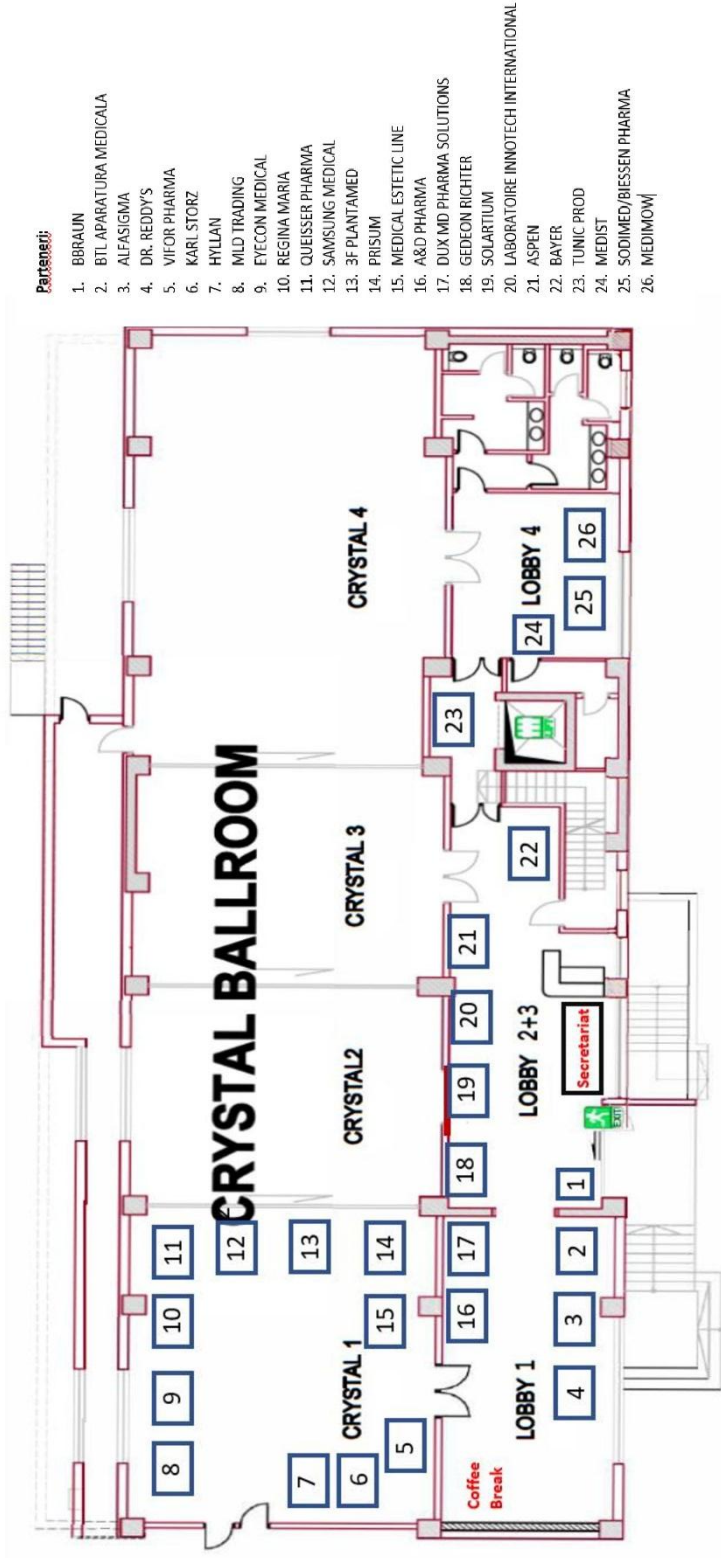 Parteneri:
1. BBRAUN
2. BTL APARATURA MEDICALA
3. ALFASIGMA
4. DR. REDDY'S
5. VIFOR PHARMA
6. KARL STORZ
7. HYLLAN
8. MLD TRADING
9. EYECON MEDICAL
10. REGINA MARIA
11. QUEISSER PHARMA
12. SAMSUNG MEDICAL
13. 3F PLANTAMED
14. PRISUM
15. MEDICAL ESTETIC LINE
16. A&D PHARMA
17. DUX MD PHARMA SOLUTIONS
18. GEDEON RICHTER
19. SOLARTIUM
20. LABORATOIRE INNOTECH INTERNATIONAL
21. ASPEN
22. BAYER
23. TUNIC PROD
24. MEDIST
25. SODIMED/BIESSEN PHARMA
26. MEDIMOW
CRYSTAL BALLROOM
CRYSTAL 1
CRYSTAL2
CRYSTAL 3
CRYSTAL 4
8
9
10
11
12
13
14
15
7
6
5
Coffee
Break
LOBBY 1
16
17
4
3
2
1
18
19
20
21
LOBBY 2+3
Secretariat
22
23
LOBBY 4
24
25
26